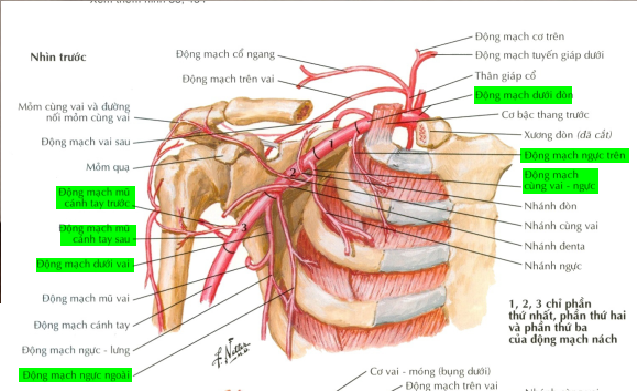 Nhìn trước
Động mạch cổ ngang
Động mạch trên vai
Mỏm cùng vai và đường
nối mỏm cùng vai
Động mạch vai sau
Mỏm quạ
Động mạch mũ
cánh tay trước
Động mạch mũ
cánh tay sau
Động mạch dưới vai
Động mạch mũ vai
Động mạch cánh tay
Động mạch ngực - lưng
Động mạch ngực ngoài
Động mạch cơ trên
Động mạch tuyến giáp dưới
Thân giáp cổ
Động mạch dưới đòn
Cơ bậc thang trước
Xương đòn (đã cắt)
Động mạch ngực trên
Động mạch
cùng vai - ngực
Nhánh đòn
Nhánh cùng vai
Nhánh denta
Nhánh ngực
1
1
2
3
1, 2, 3 chỉ phần
thứ nhất, phần thứ hai
và phần thứ ba
của động mạch nách
F. Netter
Cơ vai - móng (bụng dưới)
Động mạch trên vai